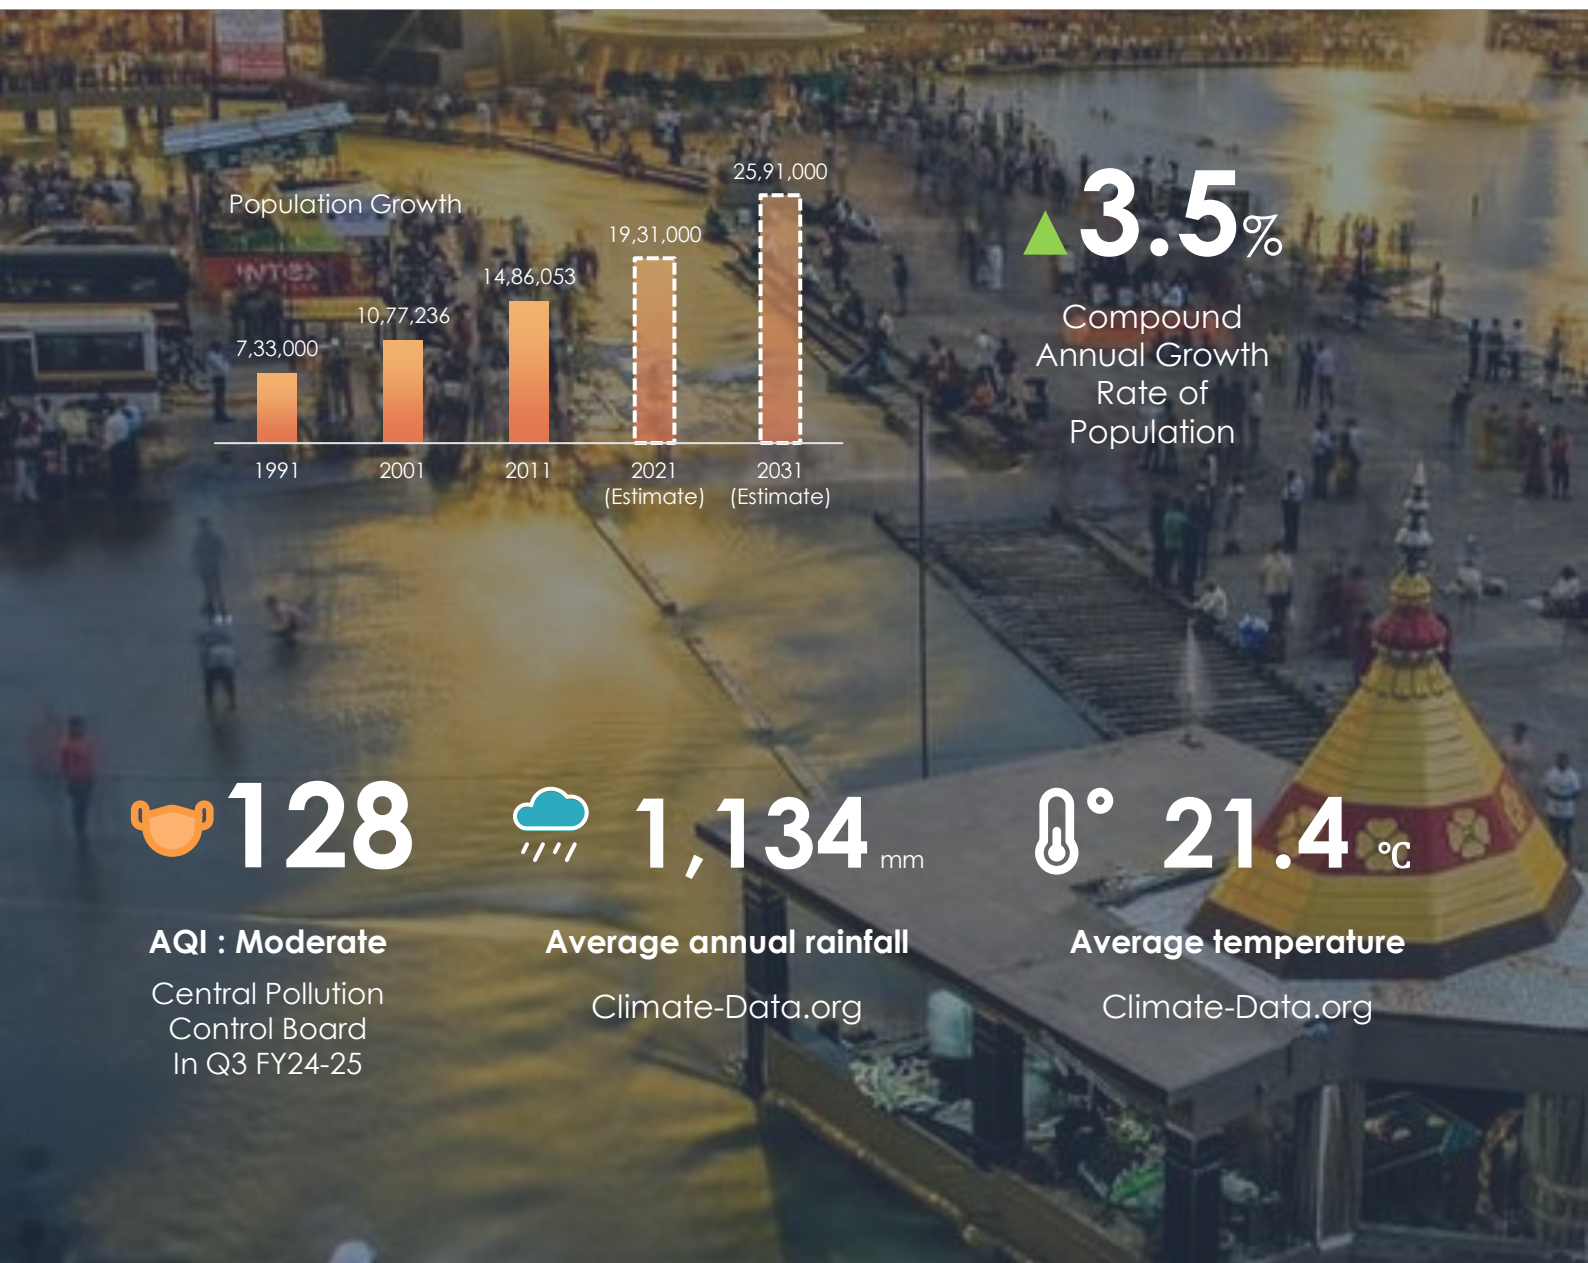 Population Growth
7,33,000
10,77,236
14,86,053
19,31,000
25,91,000
1991
2001
2011
2021
(Estimate)
2031
(Estimate)
▲3.5%
Compound
Annual Growth
Rate of
Population
128
AQI : Moderate
Central Pollution
Control Board
In Q3 FY24-25
1,134 mm
Average annual rainfall
Climate-Data.org
21.4 °C
Average temperature
Climate-Data.org